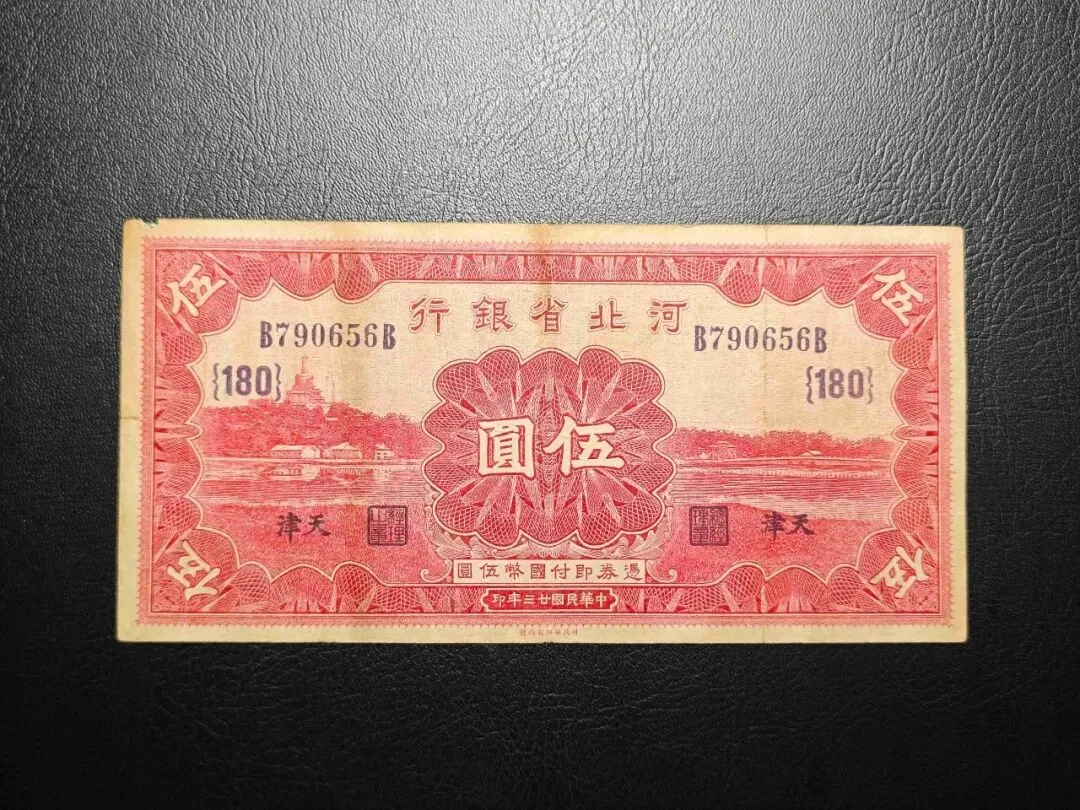 伍
伍
河北省銀行
B790656B
B790656B
{180}
{180}
伍圓
天津
天津
憑券即付國幣伍圓
中華民國廿三年印
伍
伍